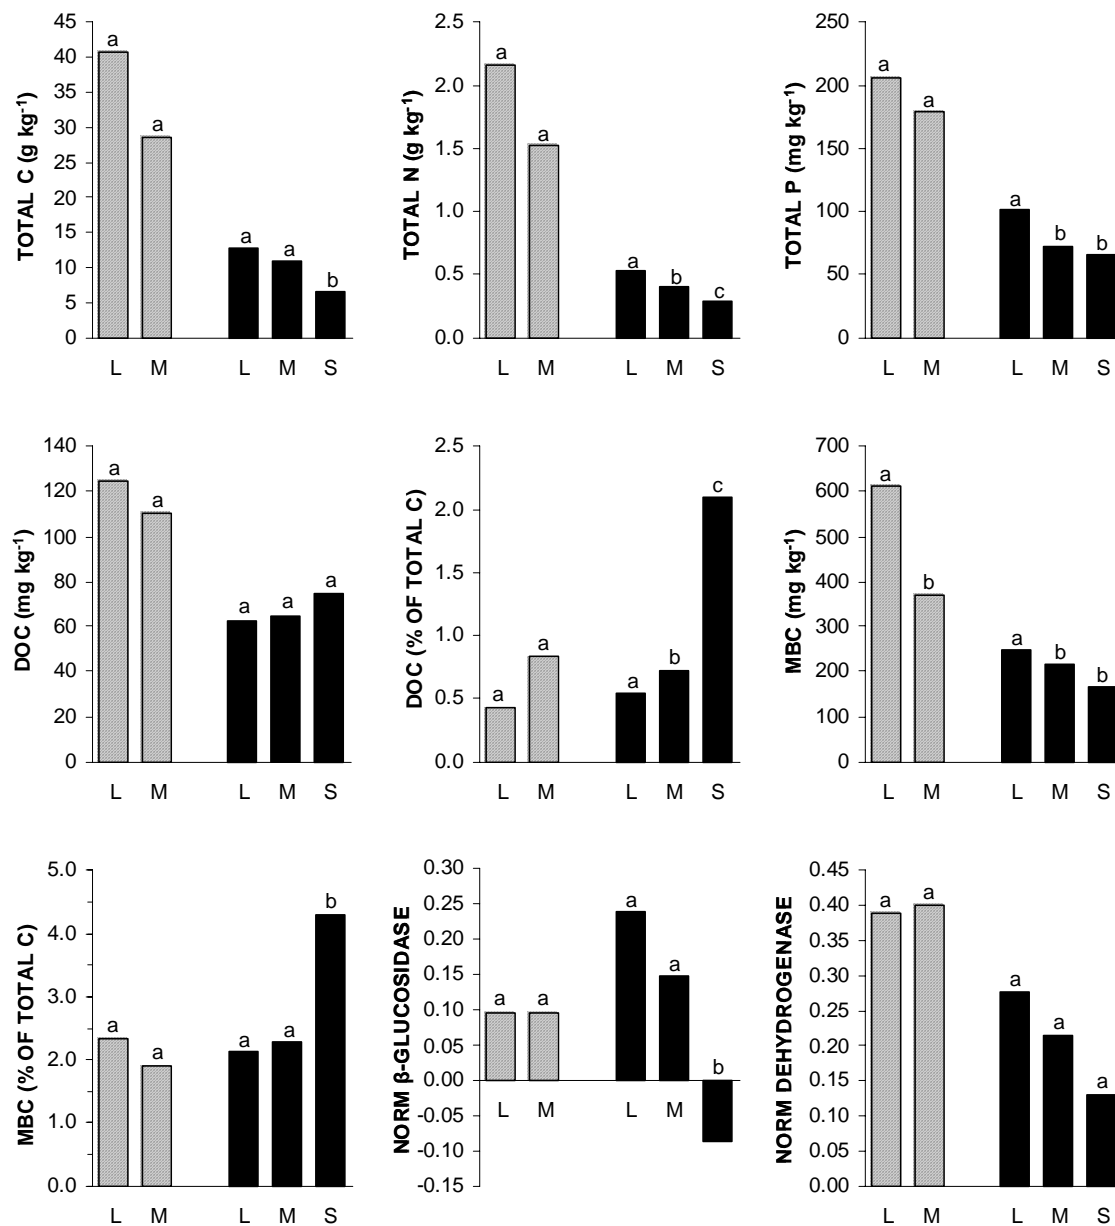 TOTAL C (g kg⁻¹)
45
40
35
30
25
20
15
10
5
0
a
a
a
a
b
L M L M S
TOTAL N (g kg⁻¹)
2.5
2.0
1.5
1.0
0.5
0.0
a
a
a
b
c
L M L M S
TOTAL P (mg kg⁻¹)
250
200
150
100
50
0
a
a
a
b
b
L M L M S
DOC (mg kg⁻¹)
140
120
100
80
60
40
20
0
a
a
a
a
a
L M L M S
DOC (% OF TOTAL C)
2.5
2.0
1.5
1.0
0.5
0.0
a
a
a
b
c
L M L M S
MBC (mg kg⁻¹)
700
600
500
400
300
200
100
0
a
b
a
b
b
L M L M S
MBC (% OF TOTAL C)
5.0
4.0
3.0
2.0
1.0
0.0
a
a
a
a
b
L M L M S
NORM β-GLUCOSIDASE
0.30
0.25
0.20
0.15
0.10
0.05
0.00
-0.05
-0.10
-0.15
a
a
a
a
b
L M L M
NORM DEHYDROGENASE
0.45
0.40
0.35
0.30
0.25
0.20
0.15
0.10
0.05
0.00
a
a
a
a
a
L M L M S